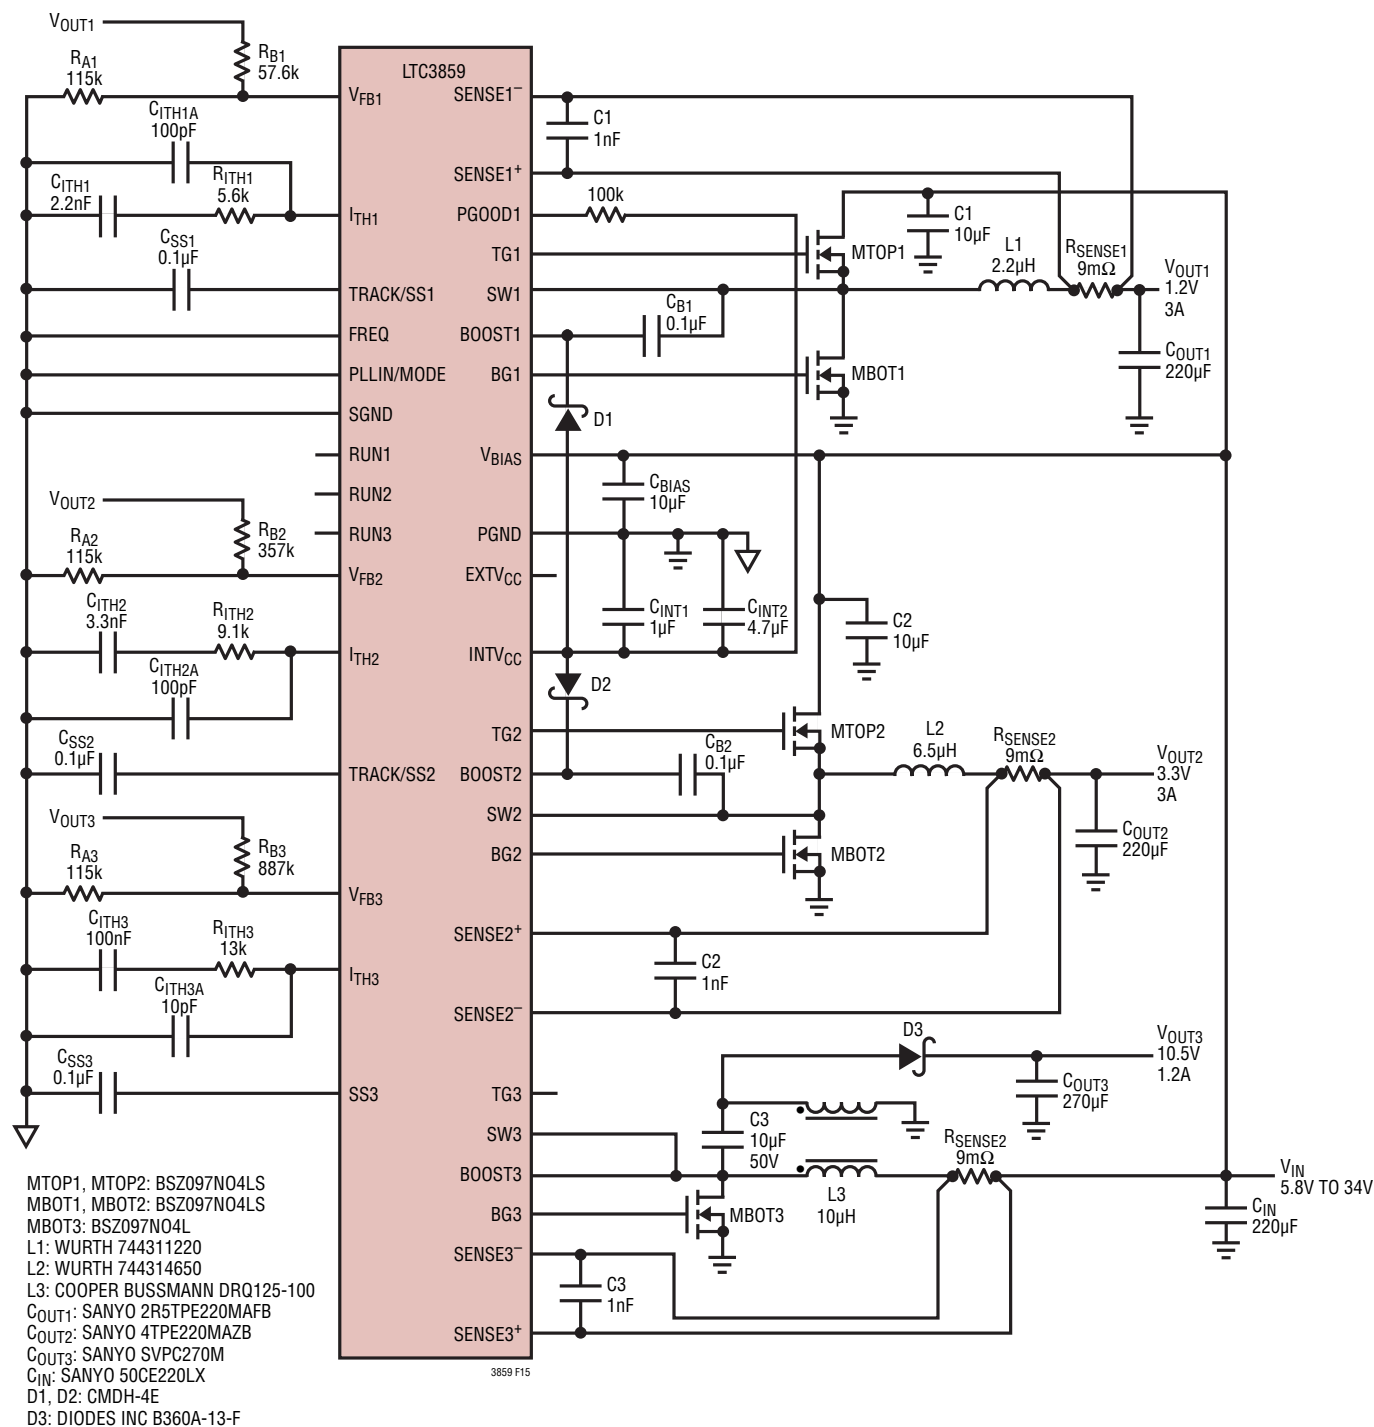 VOUT1
RA1
115k
RB1
57.6k
CITH1A
100pF
CITH1
2.2nF
RITH1
5.6k
CSS1
0.1µF
VOUT2
RA2
115k
RB2
357k
CITH2
3.3nF
RITH2
9.1k
CITH2A
100pF
CSS2
0.1µF
VOUT3
RA3
115k
RB3
887k
CITH3
100nF
RITH3
13k
CITH3A
10pF
CSS3
0.1µF
LTC3859
VFB1
ITH1
TRACK/SS1
FREQ
PLLIN/MODE
SGND
RUN1
RUN2
RUN3
VFB2
ITH2
TRACK/SS2
VFB3
ITH3
SS3
SENSE1–
SENSE1+
PGOOD1
TG1
SW1
BOOST1
BG1
VBIAS
PGND
EXTVCC
INTVCC
TG2
BOOST2
SW2
BG2
SENSE2+
SENSE2–
TG3
SW3
BOOST3
BG3
SENSE3–
SENSE3+
C1
1nF
100k
MTOP1
C1
10µF
L1
2.2µH
RSENSE1
9mΩ
VOUT1
1.2V
3A
CB1
0.1µF
MBOT1
COUT1
220µF
D1
CBIAS
10µF
CINT1
1µF
CINT2
4.7µF
C2
10µF
D2
MTOP2
L2
6.5µH
RSENSE2
9mΩ
VOUT2
3.3V
3A
CB2
0.1µF
MBOT2
COUT2
220µF
C2
1nF
D3
VOUT3
10.5V
1.2A
COUT3
270µF
C3
10µF
50V
RSENSE2
9mΩ
L3
10µH
MBOT3
VIN
5.8V TO 34V
CIN
220µF
C3
1nF
MTOP1, MTOP2: BSZ097NO4LS
MBOT1, MBOT2: BSZ097NO4LS
MBOT3: BSZ097NO4L
L1: WURTH 744311220
L2: WURTH 744314650
L3: COOPER BUSSMANN DRQ125-100
COUT1: SANYO 2R5TPE220MAFB
COUT2: SANYO 4TPE220MAZB
COUT3: SANYO SVPC270M
CIN: SANYO 50CE220LX
D1, D2: CMDH-4E
D3: DIODES INC B360A-13-F
3859 F15